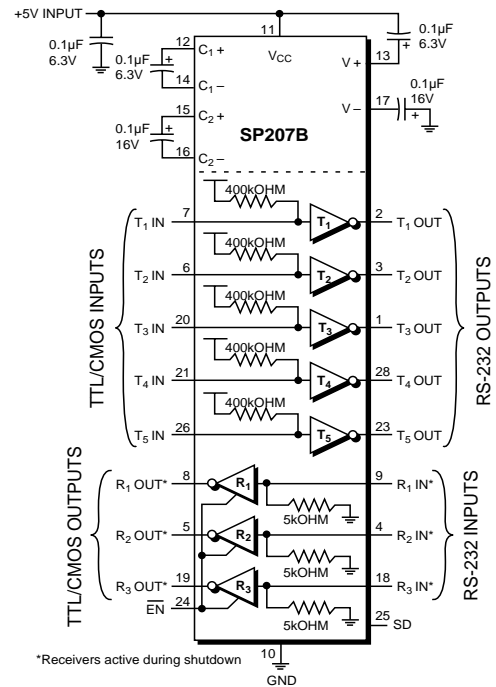 +5V INPUT
0.1µF
6.3V
11
VCC
0.1µF
6.3V
12
C1 +
0.1µF
6.3V
+
14
C1 –
V +
13
+
15
C2 +
0.1µF
16V
+
16
C2 –
0.1µF
16V
V –
17
+
SP207B
400kOHM
T1 IN 7 T1 2 T1 OUT
400kOHM
T2 IN 6 T2 3 T2 OUT
400kOHM
T3 IN 20 T3 1 T3 OUT
400kOHM
T4 IN 21 T4 28 T4 OUT
400kOHM
T5 IN 26 T5 23 T5 OUT
TTL/CMOS INPUTS
RS-232 OUTPUTS
R1 OUT* 8 R1 9 R1 IN*
5kOHM
R2 OUT* 5 R2 4 R2 IN*
5kOHM
R3 OUT* 19 R3 18 R3 IN*
5kOHM
EN 24
25 SD
TTL/CMOS OUTPUTS
RS-232 INPUTS
*Receivers active during shutdown
10
GND